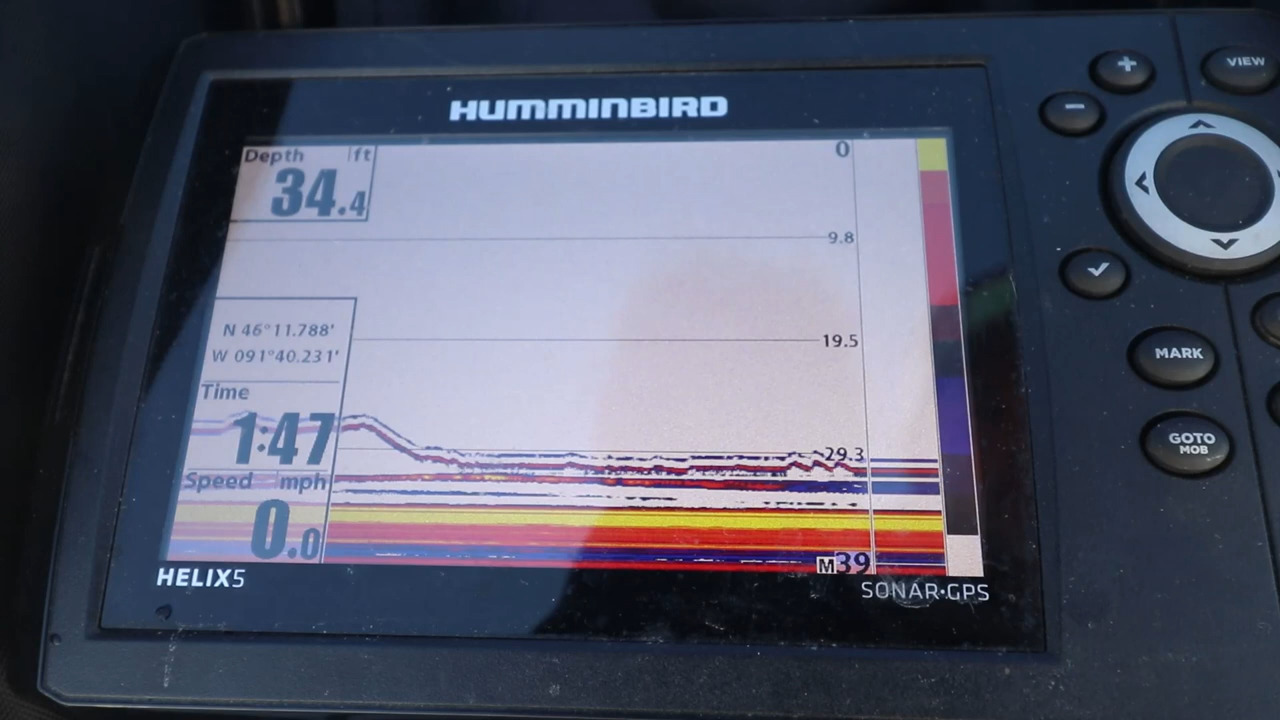 HUMMINBIRD
Depth ft
34.4
0
9.8
19.5
29.3
M39
N 46°11.788'
W 091°40.231'
Time
1:47
Speed mph
0.0
HELIX5
SONAR·GPS
+
−
VIEW
MARK
GOTO
MOB